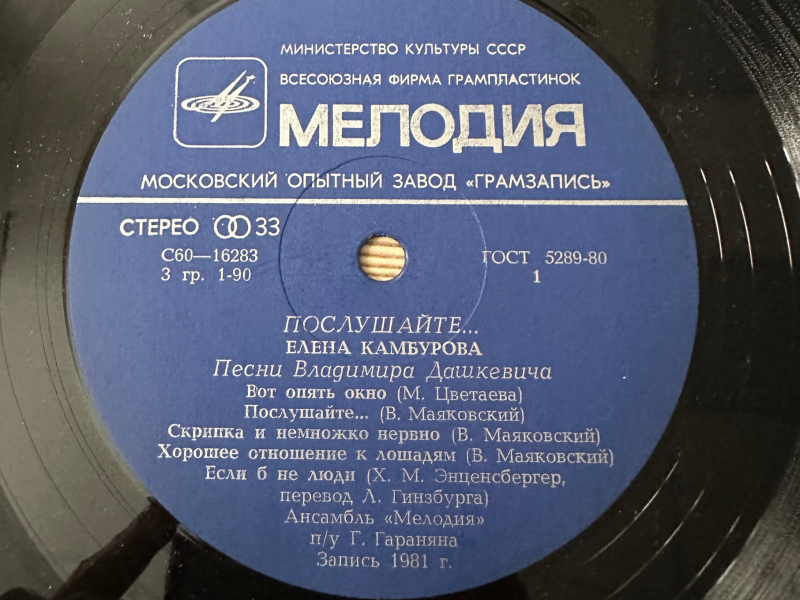 МИНИСТЕРСТВО КУЛЬТУРЫ СССР
ВСЕСОЮЗНАЯ ФИРМА ГРАМПЛАСТИНОК
МЕЛОДИЯ
МОСКОВСКИЙ ОПЫТНЫЙ ЗАВОД «ГРАМЗАПИСЬ»
СТЕРЕО 33
С60—16283
3 гр. 1-90
ГОСТ 5289-80
1
ПОСЛУШАЙТЕ...
ЕЛЕНА КАМБУРОВА
Песни Владимира Дашкевича
Вот опять окно (М. Цветаева)
Послушайте... (В. Маяковский)
Скрипка и немножко нервно (В. Маяковский)
Хорошее отношение к лошадям (В. Маяковский)
Если б не люди (Х. М. Энценсбергер,
перевод Л. Гинзбурга)
Ансамбль «Мелодия»
п/у Г. Гараняна
Запись 1981 г.